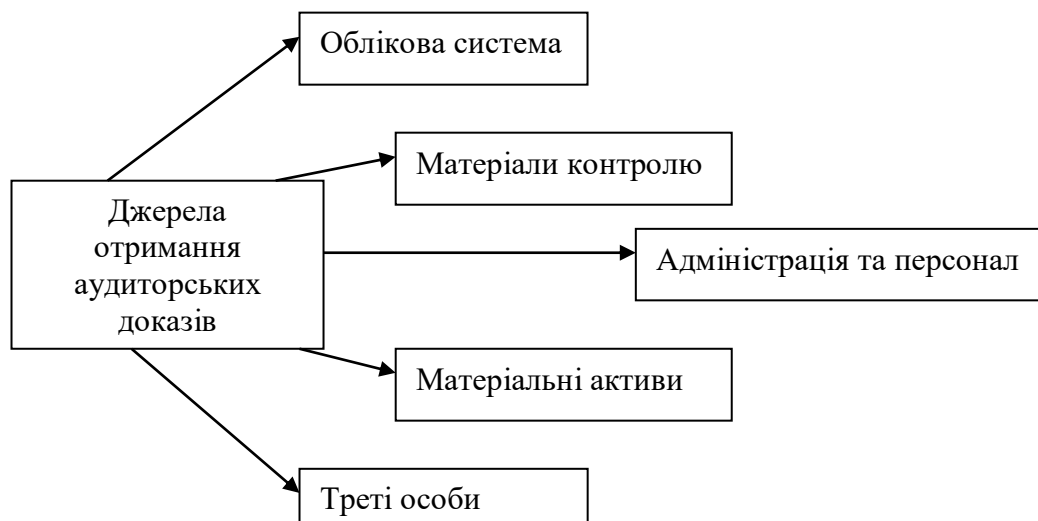 Облікова система
Матеріали контролю
Джерела
отримання
аудиторських
доказів
Адміністрація та персонал
Матеріальні активи
Треті особи